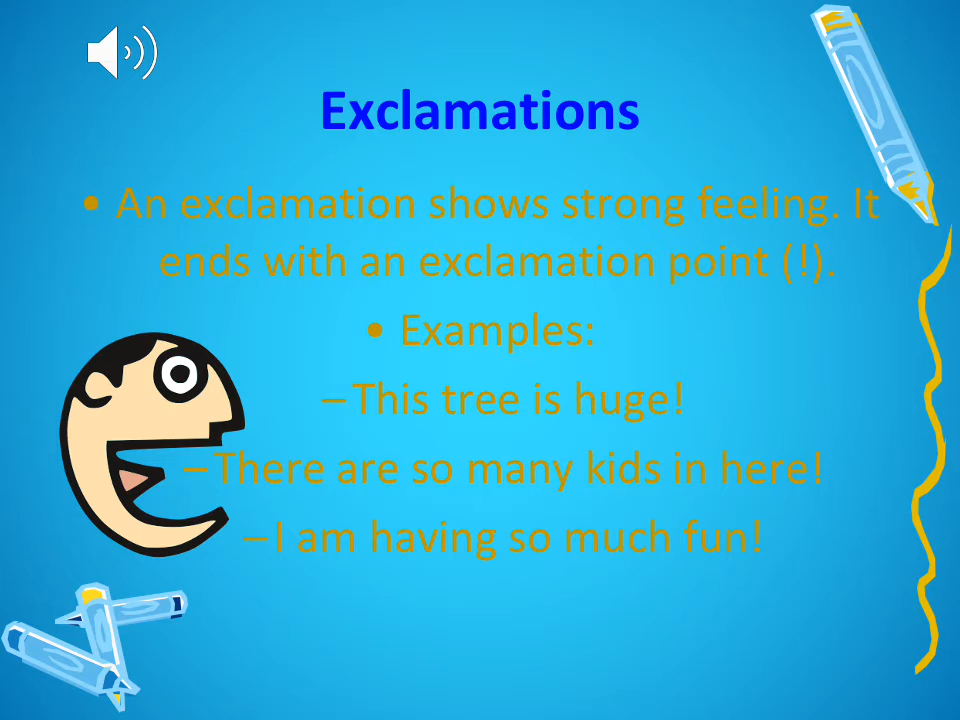 Exclamations
• An exclamation shows strong feeling. It
ends with an exclamation point (!).
• Examples:
– This tree is huge!
– There are so many kids in here!
– I am having so much fun!